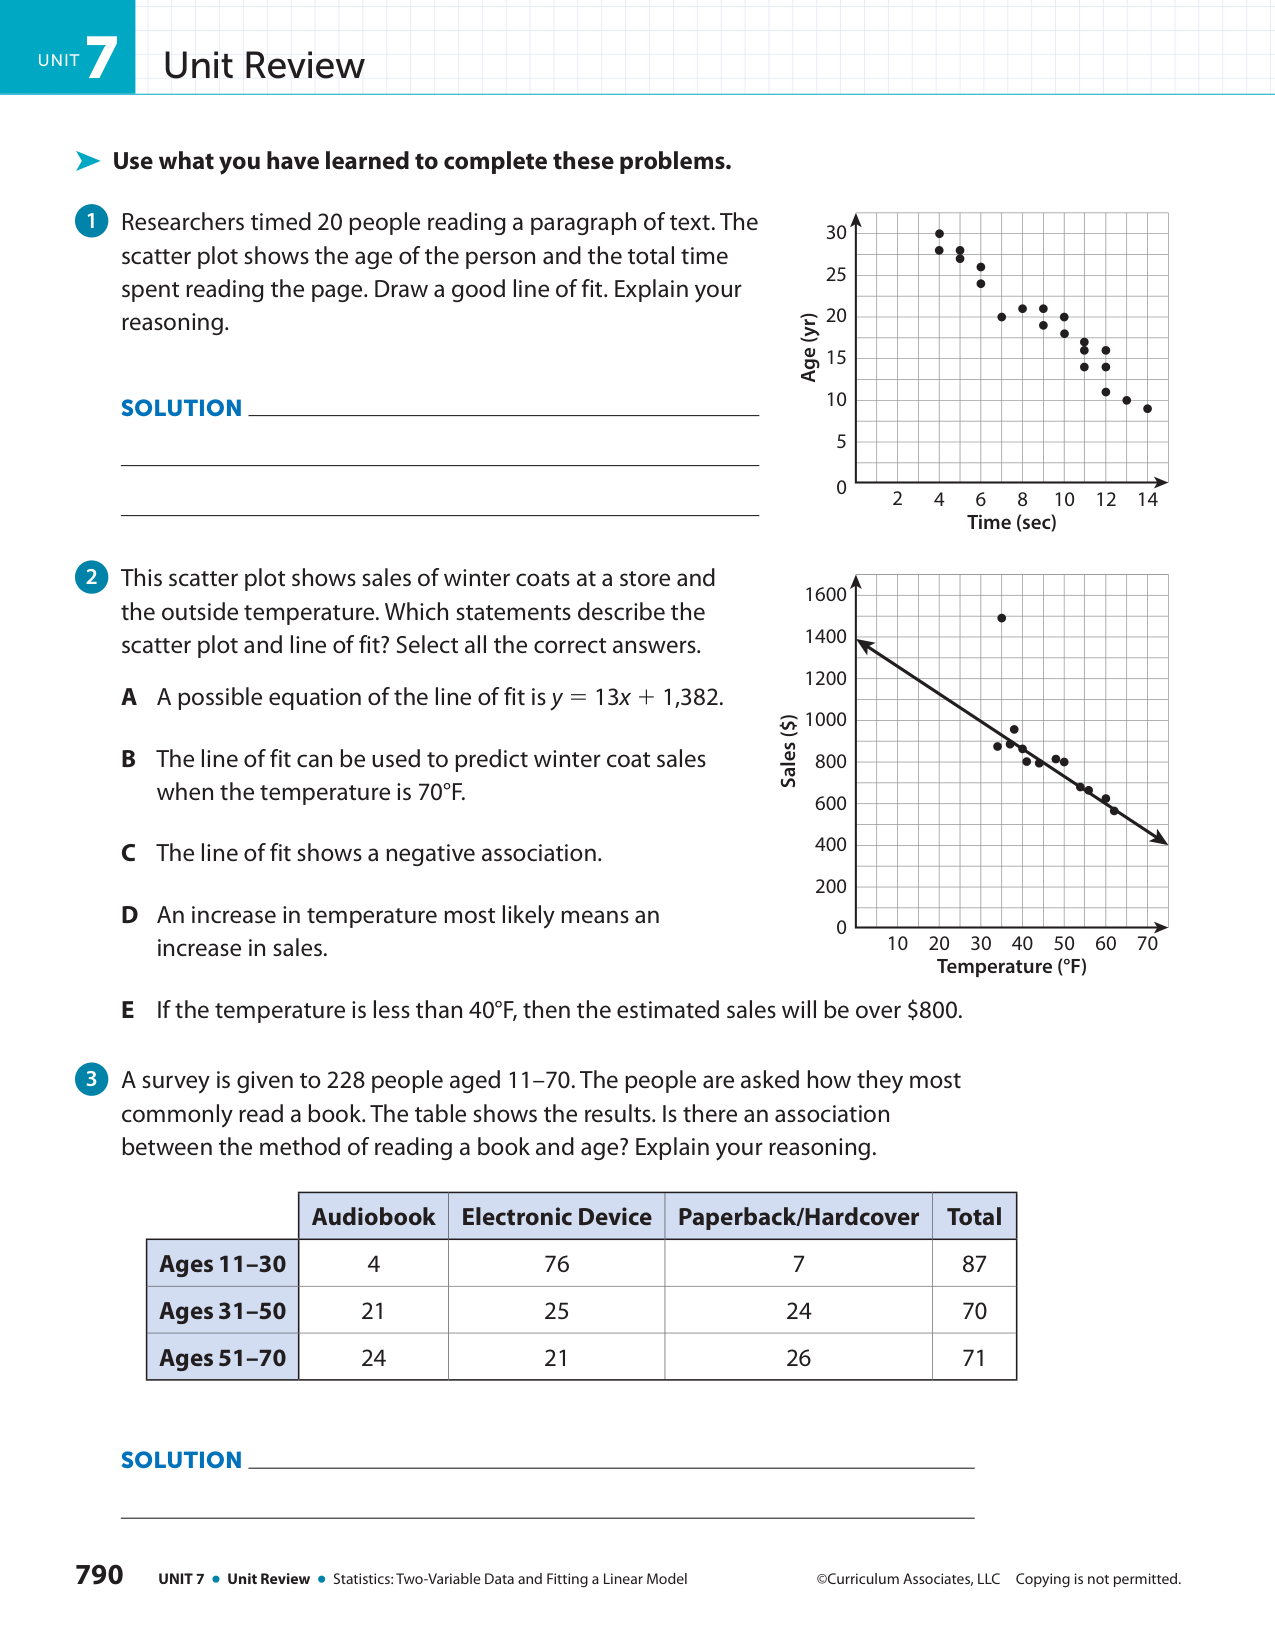 UNIT 7 Unit Review
Use what you have learned to complete these problems.
1 Researchers timed 20 people reading a paragraph of text. The
scatter plot shows the age of the person and the total time
spent reading the page. Draw a good line of fit. Explain your
reasoning.
SOLUTION
Age (yr)
30
25
20
15
10
5
0
2 4 6 8 10 12 14
Time (sec)
2 This scatter plot shows sales of winter coats at a store and
the outside temperature. Which statements describe the
scatter plot and line of fit? Select all the correct answers.
A A possible equation of the line of fit is y = 13x + 1,382.
B The line of fit can be used to predict winter coat sales
when the temperature is 70°F.
C The line of fit shows a negative association.
D An increase in temperature most likely means an
increase in sales.
E If the temperature is less than 40°F, then the estimated sales will be over $800.
Sales ($)
1600
1400
1200
1000
800
600
400
200
0
10 20 30 40 50 60 70
Temperature (°F)
3 A survey is given to 228 people aged 11–70. The people are asked how they most
commonly read a book. The table shows the results. Is there an association
between the method of reading a book and age? Explain your reasoning.
Audiobook Electronic Device Paperback/Hardcover Total
Ages 11–30 4 76 7 87
Ages 31–50 21 25 24 70
Ages 51–70 24 21 26 71
SOLUTION
790 UNIT 7 • Unit Review • Statistics: Two-Variable Data and Fitting a Linear Model ©Curriculum Associates, LLC Copying is not permitted.